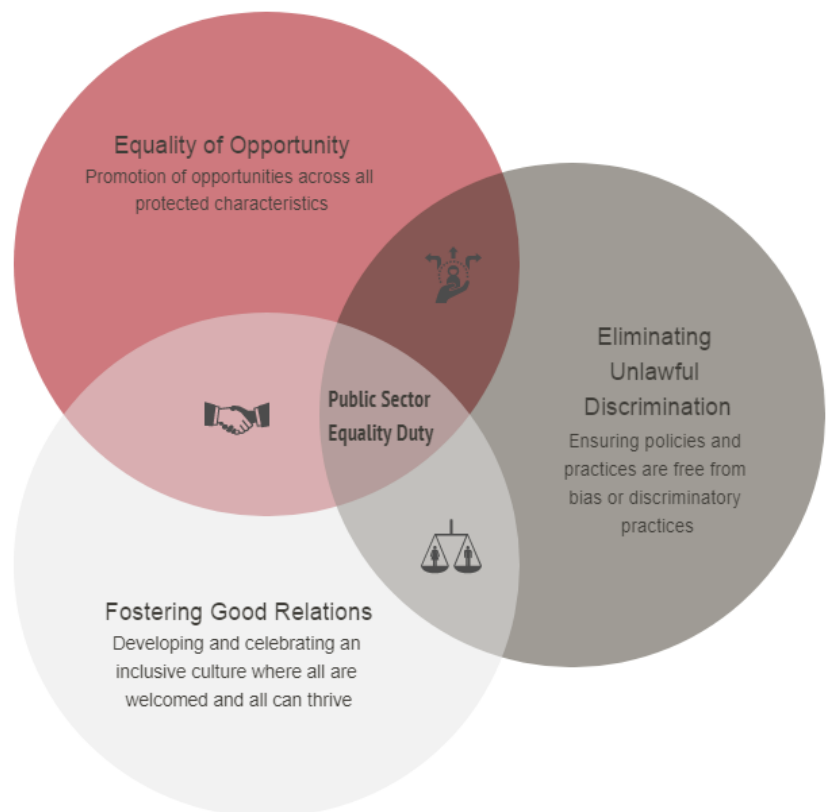 Equality of Opportunity
Promotion of opportunities across all
protected characteristics
Eliminating
Unlawful
Discrimination
Ensuring policies and
practices are free from
bias or discriminatory
practices
Public Sector
Equality Duty
Fostering Good Relations
Developing and celebrating an
inclusive culture where all are
welcomed and all can thrive